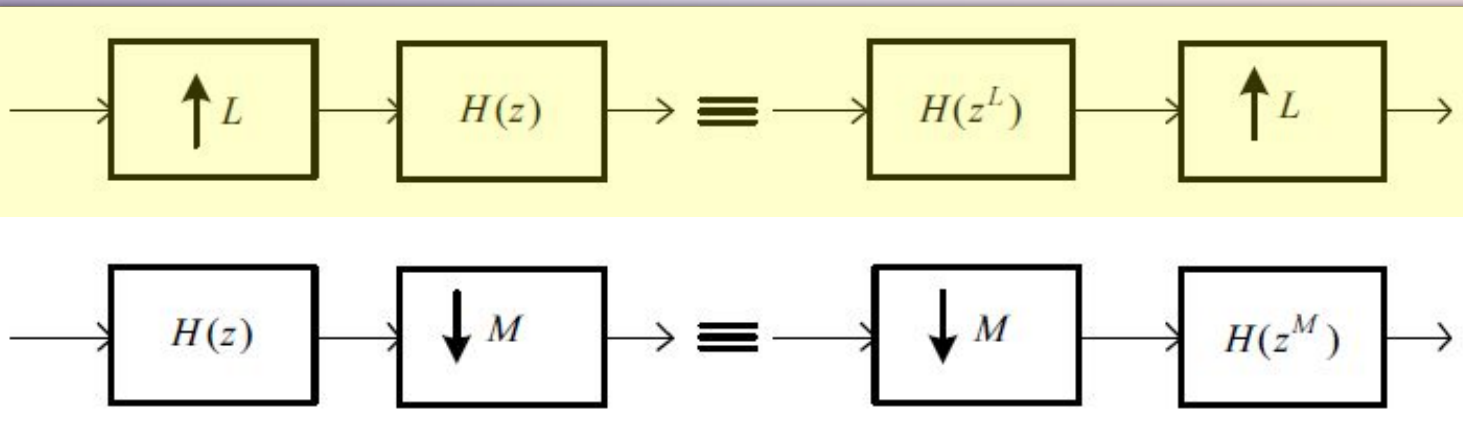 ↑ L H(z) ≡ H(z^L) ↑ L
H(z) ↓ M ≡ ↓ M H(z^M)